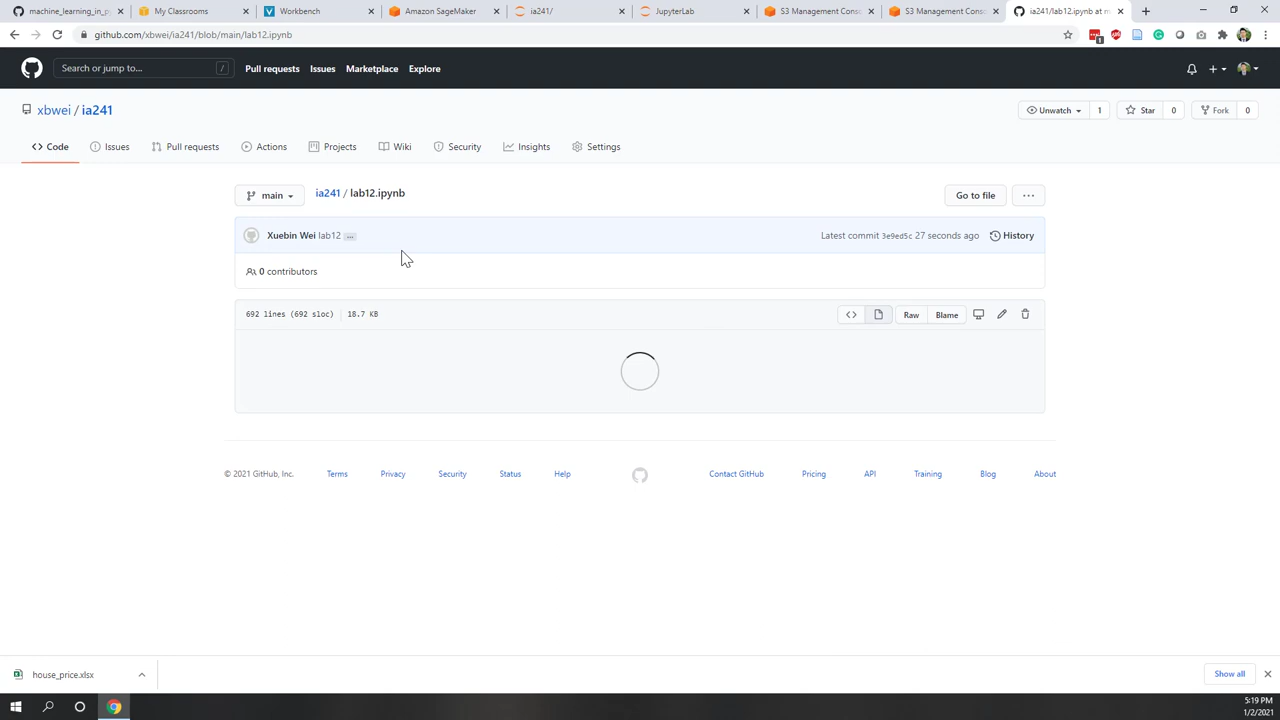 machine_learning_in_py
My Classrooms
Workbench
Amazon SageMaker
ia241/
JupyterLab
S3 Management Cons
S3 Management Cons
ia241/lab12.ipynb at m
github.com/xbwei/ia241/blob/main/lab12.ipynb
1
Search or jump to...
/
Pull requests
Issues
Marketplace
Explore
xbwei / ia241
Unwatch
1
Star
0
Fork
0
Code
Issues
Pull requests
Actions
Projects
Wiki
Security
Insights
Settings
main
ia241 / lab12.ipynb
Go to file
...
Xuebin Wei lab12 ...
Latest commit 3e9ed5c 27 seconds ago
History
0 contributors
692 lines (692 sloc)
18.7 KB
<>
Raw
Blame
© 2021 GitHub, Inc.
Terms
Privacy
Security
Status
Help
Contact GitHub
Pricing
API
Training
Blog
About
house_price.xlsx
Show all
5:19 PM
1/2/2021